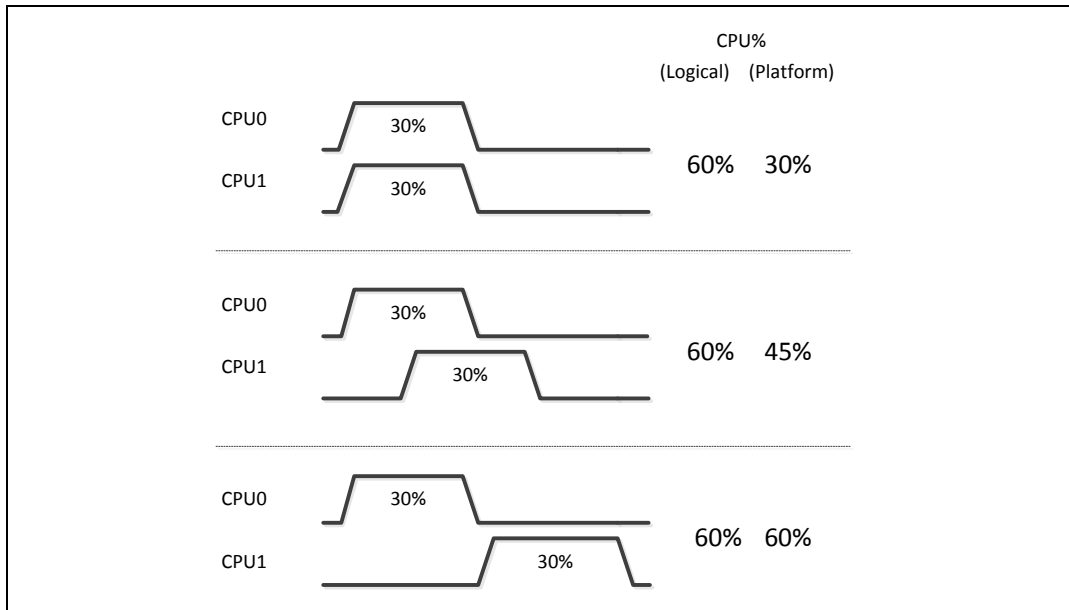 CPU%
(Logical) (Platform)
CPU0
30%
CPU1
30%
60% 30%
CPU0
30%
CPU1
30%
60% 45%
CPU0
30%
CPU1
30%
60% 60%